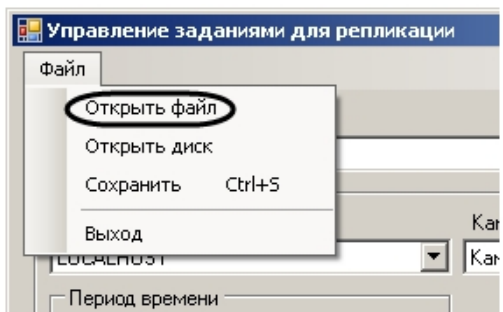 Управление заданиями для репликации
Файл
Открыть файл
Открыть диск
Сохранить Ctrl+S
Выход
LOCALHOST
Период времени